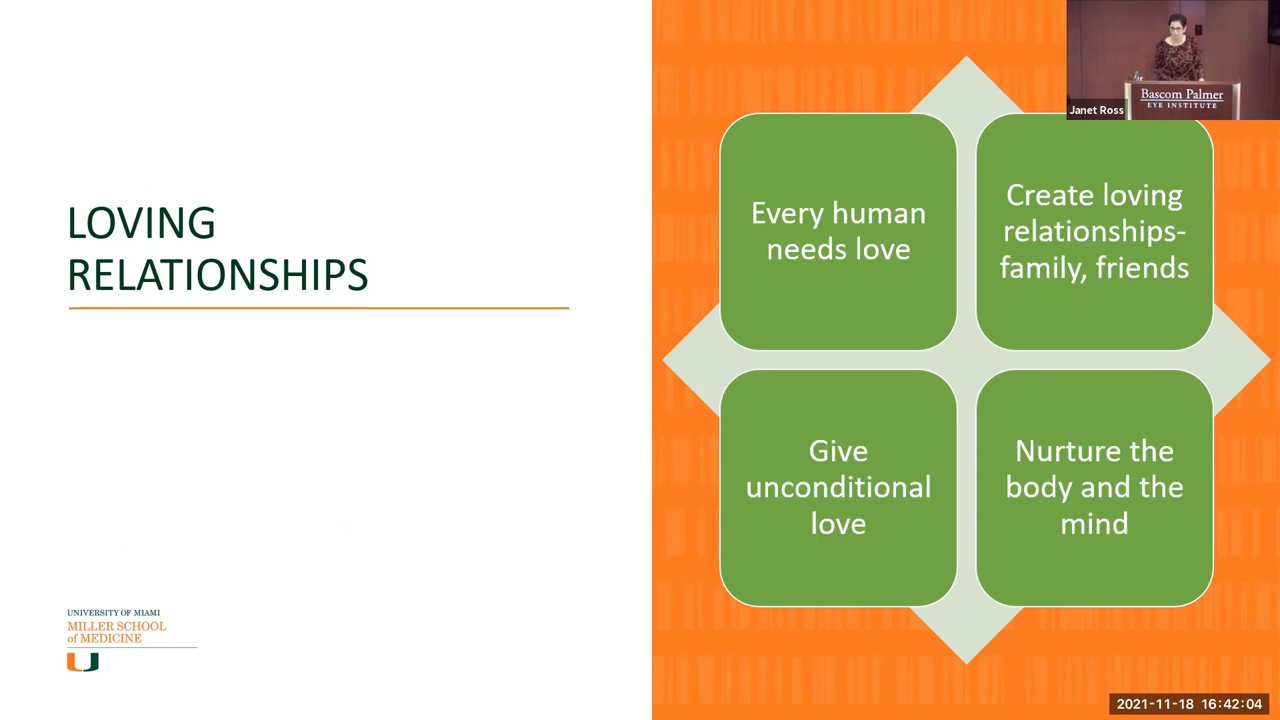 LOVING
RELATIONSHIPS
UNIVERSITY OF MIAMI
MILLER SCHOOL
of MEDICINE
Every human
needs love
Create loving
relationships-
family, friends
Give
unconditional
love
Nurture the
body and the
mind
Bascom Palmer
EYE INSTITUTE
Janet Ross
2021-11-18 16:42:04